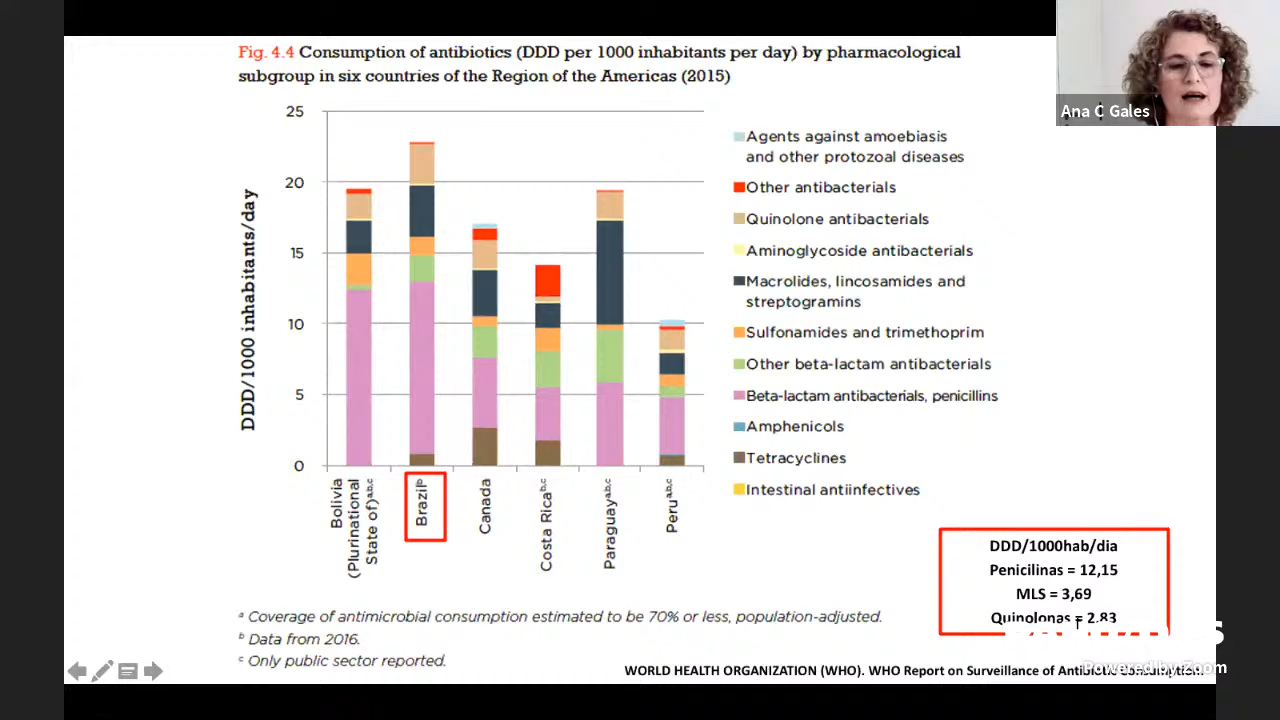 Fig. 4.4 Consumption of antibiotics (DDD per 1000 inhabitants per day) by pharmacological
subgroup in six countries of the Region of the Americas (2015)
Ana C Gales
DDD/1000 inhabitants/day
25
20
15
10
5
0
Bolivia
(Plurinational
State of)a,b,c
Brazilb
Canada
Costa Ricab,c
Paraguaya,b,c
Perua,b,c
Agents against amoebiasis
and other protozoal diseases
Other antibacterials
Quinolone antibacterials
Aminoglycoside antibacterials
Macrolides, lincosamides and
streptogramins
Sulfonamides and trimethoprim
Other beta-lactam antibacterials
Beta-lactam antibacterials, penicillins
Amphenicols
Tetracyclines
Intestinal antiinfectives
DDD/1000hab/dia
Penicilinas = 12,15
MLS = 3,69
Quinolonas = 2,83
a Coverage of antimicrobial consumption estimated to be 70% or less, population-adjusted.
b Data from 2016.
c Only public sector reported.
WORLD HEALTH ORGANIZATION (WHO). WHO Report on Surveillance of Antibiotic Consumption.
Powered by Zoom